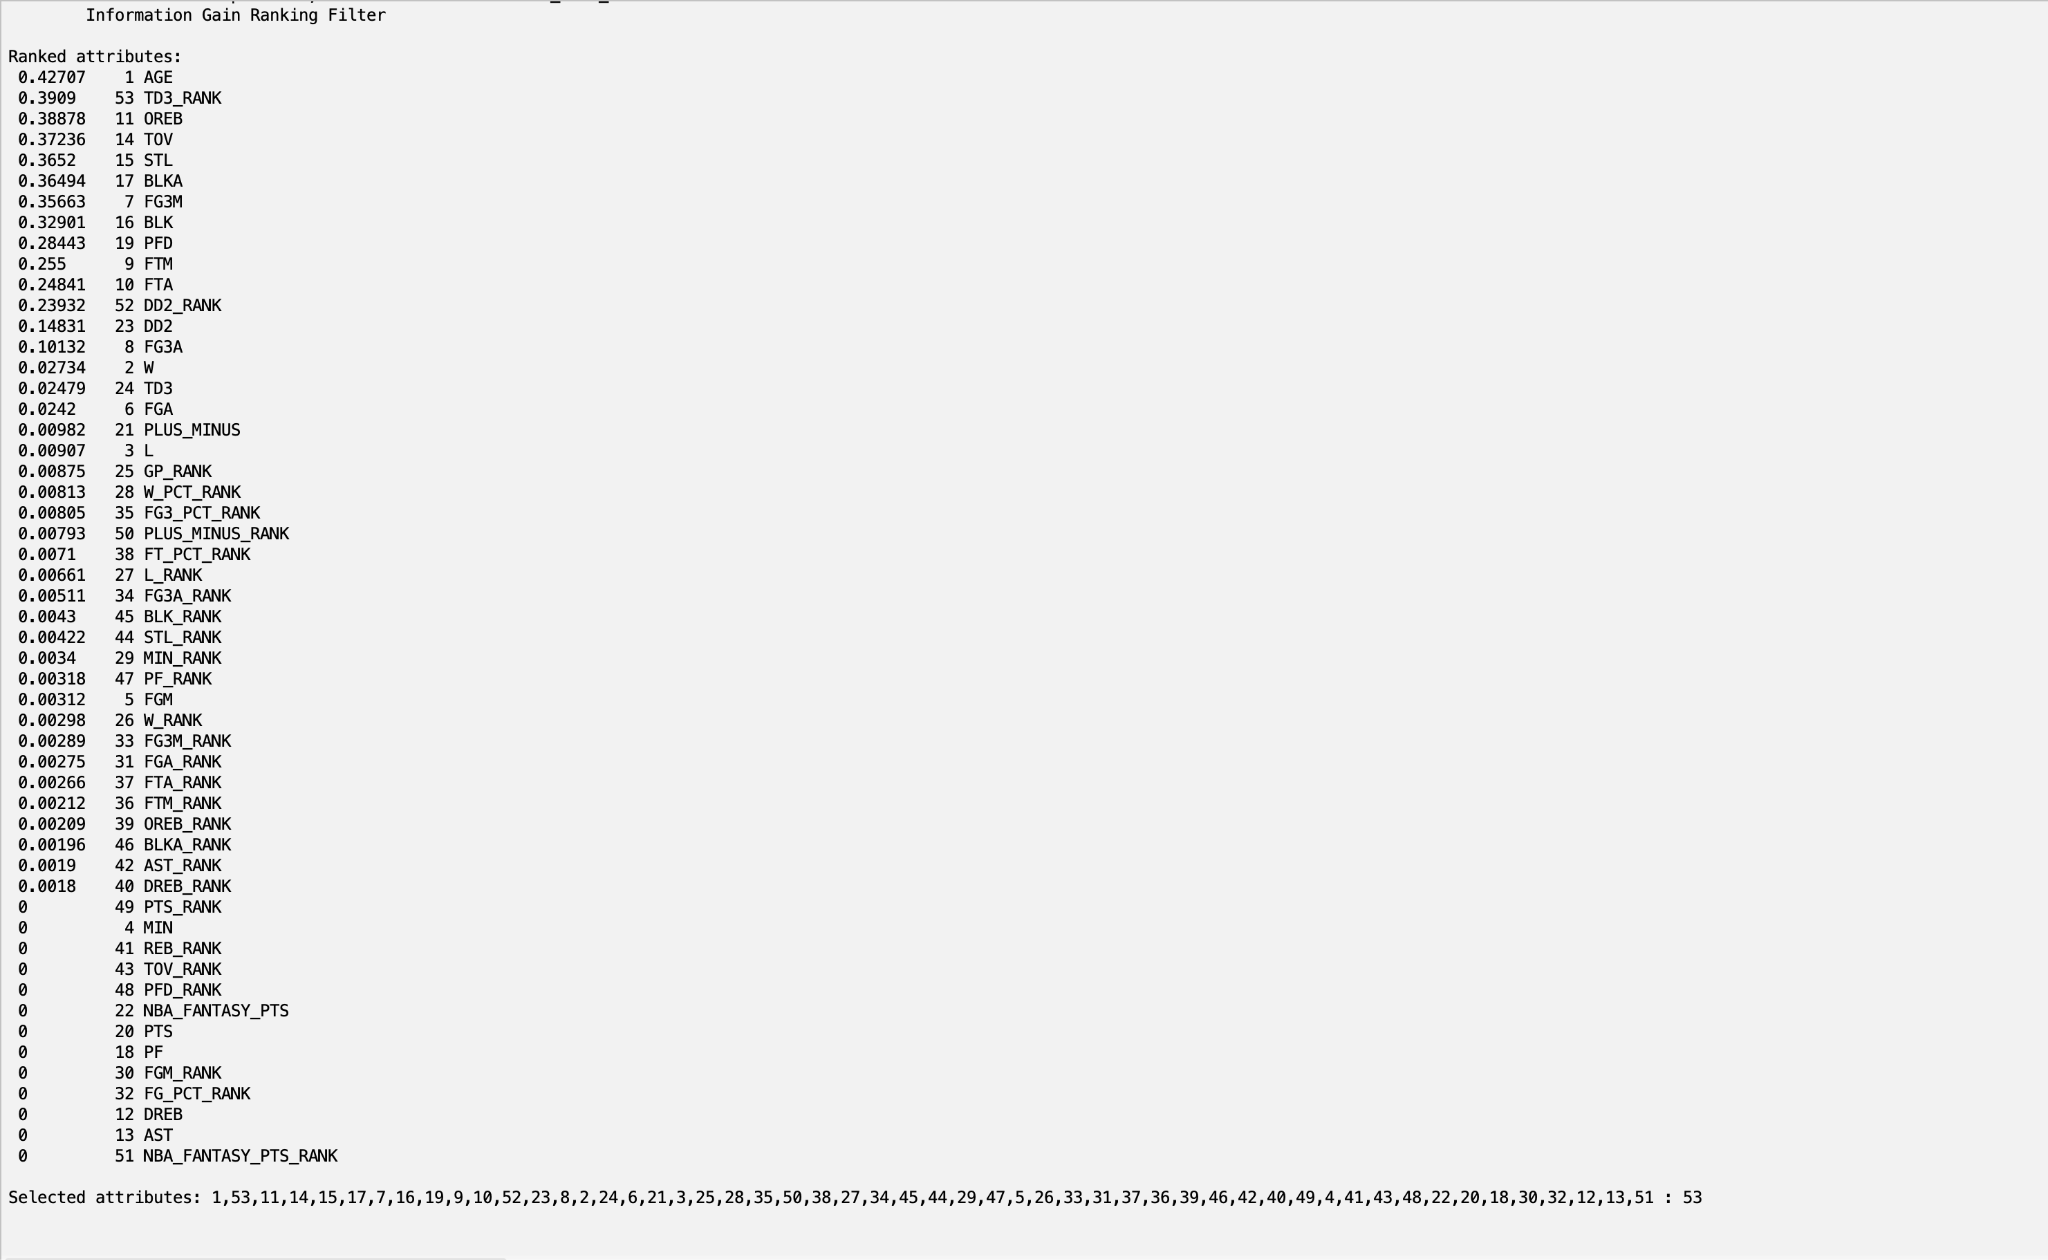 Information Gain Ranking Filter
Ranked attributes:
0.42707 1 AGE
0.3909 53 TD3_RANK
0.38878 11 OREB
0.37236 14 TOV
0.3652 15 STL
0.36494 17 BLKA
0.35663 7 FG3M
0.32901 16 BLK
0.28443 19 PFD
0.255 9 FTM
0.24841 10 FTA
0.23932 52 DD2_RANK
0.14831 23 DD2
0.10132 8 FG3A
0.02734 2 W
0.02479 24 TD3
0.0242 6 FGA
0.00982 21 PLUS_MINUS
0.00907 3 L
0.00875 25 GP_RANK
0.00813 28 W_PCT_RANK
0.00805 35 FG3_PCT_RANK
0.00793 50 PLUS_MINUS_RANK
0.0071 38 FT_PCT_RANK
0.00661 27 L_RANK
0.00511 34 FG3A_RANK
0.0043 45 BLK_RANK
0.00422 44 STL_RANK
0.0034 29 MIN_RANK
0.00318 47 PF_RANK
0.00312 5 FGM
0.00298 26 W_RANK
0.00289 33 FG3M_RANK
0.00275 31 FGA_RANK
0.00266 37 FTA_RANK
0.00212 36 FTM_RANK
0.00209 39 OREB_RANK
0.00196 46 BLKA_RANK
0.0019 42 AST_RANK
0.0018 40 DREB_RANK
0 49 PTS_RANK
0 4 MIN
0 41 REB_RANK
0 43 TOV_RANK
0 48 PFD_RANK
0 22 NBA_FANTASY_PTS
0 20 PTS
0 18 PF
0 30 FGM_RANK
0 32 FG_PCT_RANK
0 12 DREB
0 13 AST
0 51 NBA_FANTASY_PTS_RANK
Selected attributes: 1,53,11,14,15,17,7,16,19,9,10,52,23,8,2,24,6,21,3,25,28,35,50,38,27,34,45,44,29,47,5,26,33,31,37,36,39,46,42,40,49,4,41,43,48,22,20,18,30,32,12,13,51 : 53